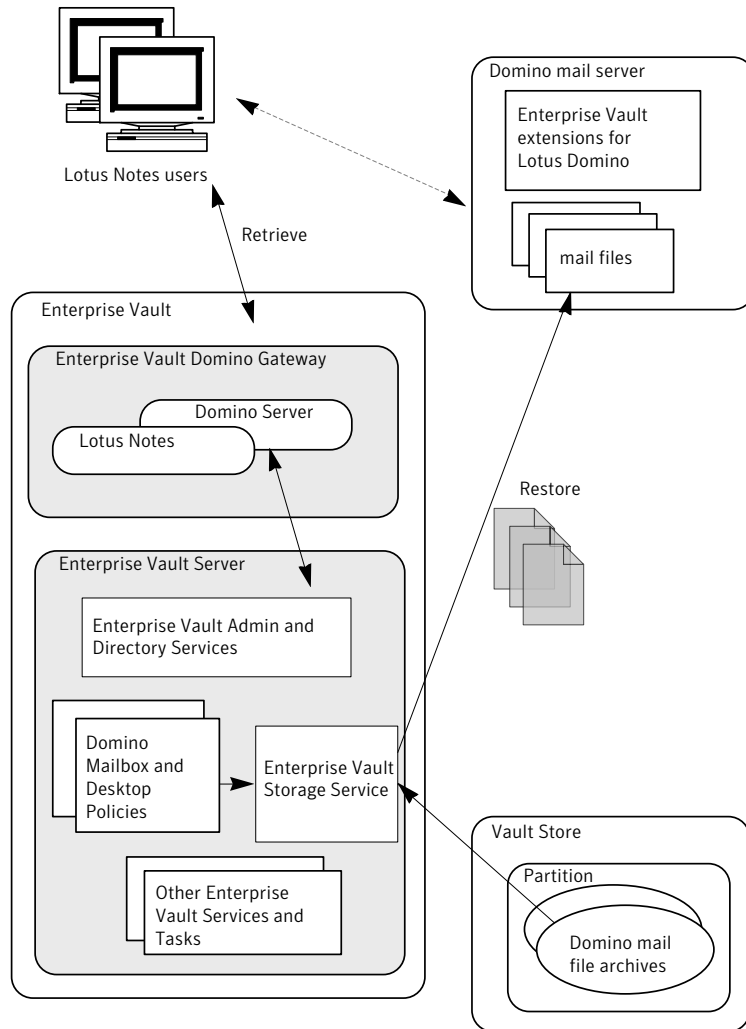 Lotus Notes users
Retrieve
Domino mail server
Enterprise Vault
extensions for
Lotus Domino
mail files
Enterprise Vault
Enterprise Vault Domino Gateway
Domino Server
Lotus Notes
Restore
Enterprise Vault Server
Enterprise Vault Admin and
Directory Services
Domino
Mailbox and
Desktop
Policies
Enterprise Vault
Storage Service
Other Enterprise
Vault Services and
Tasks
Vault Store
Partition
Domino mail
file archives